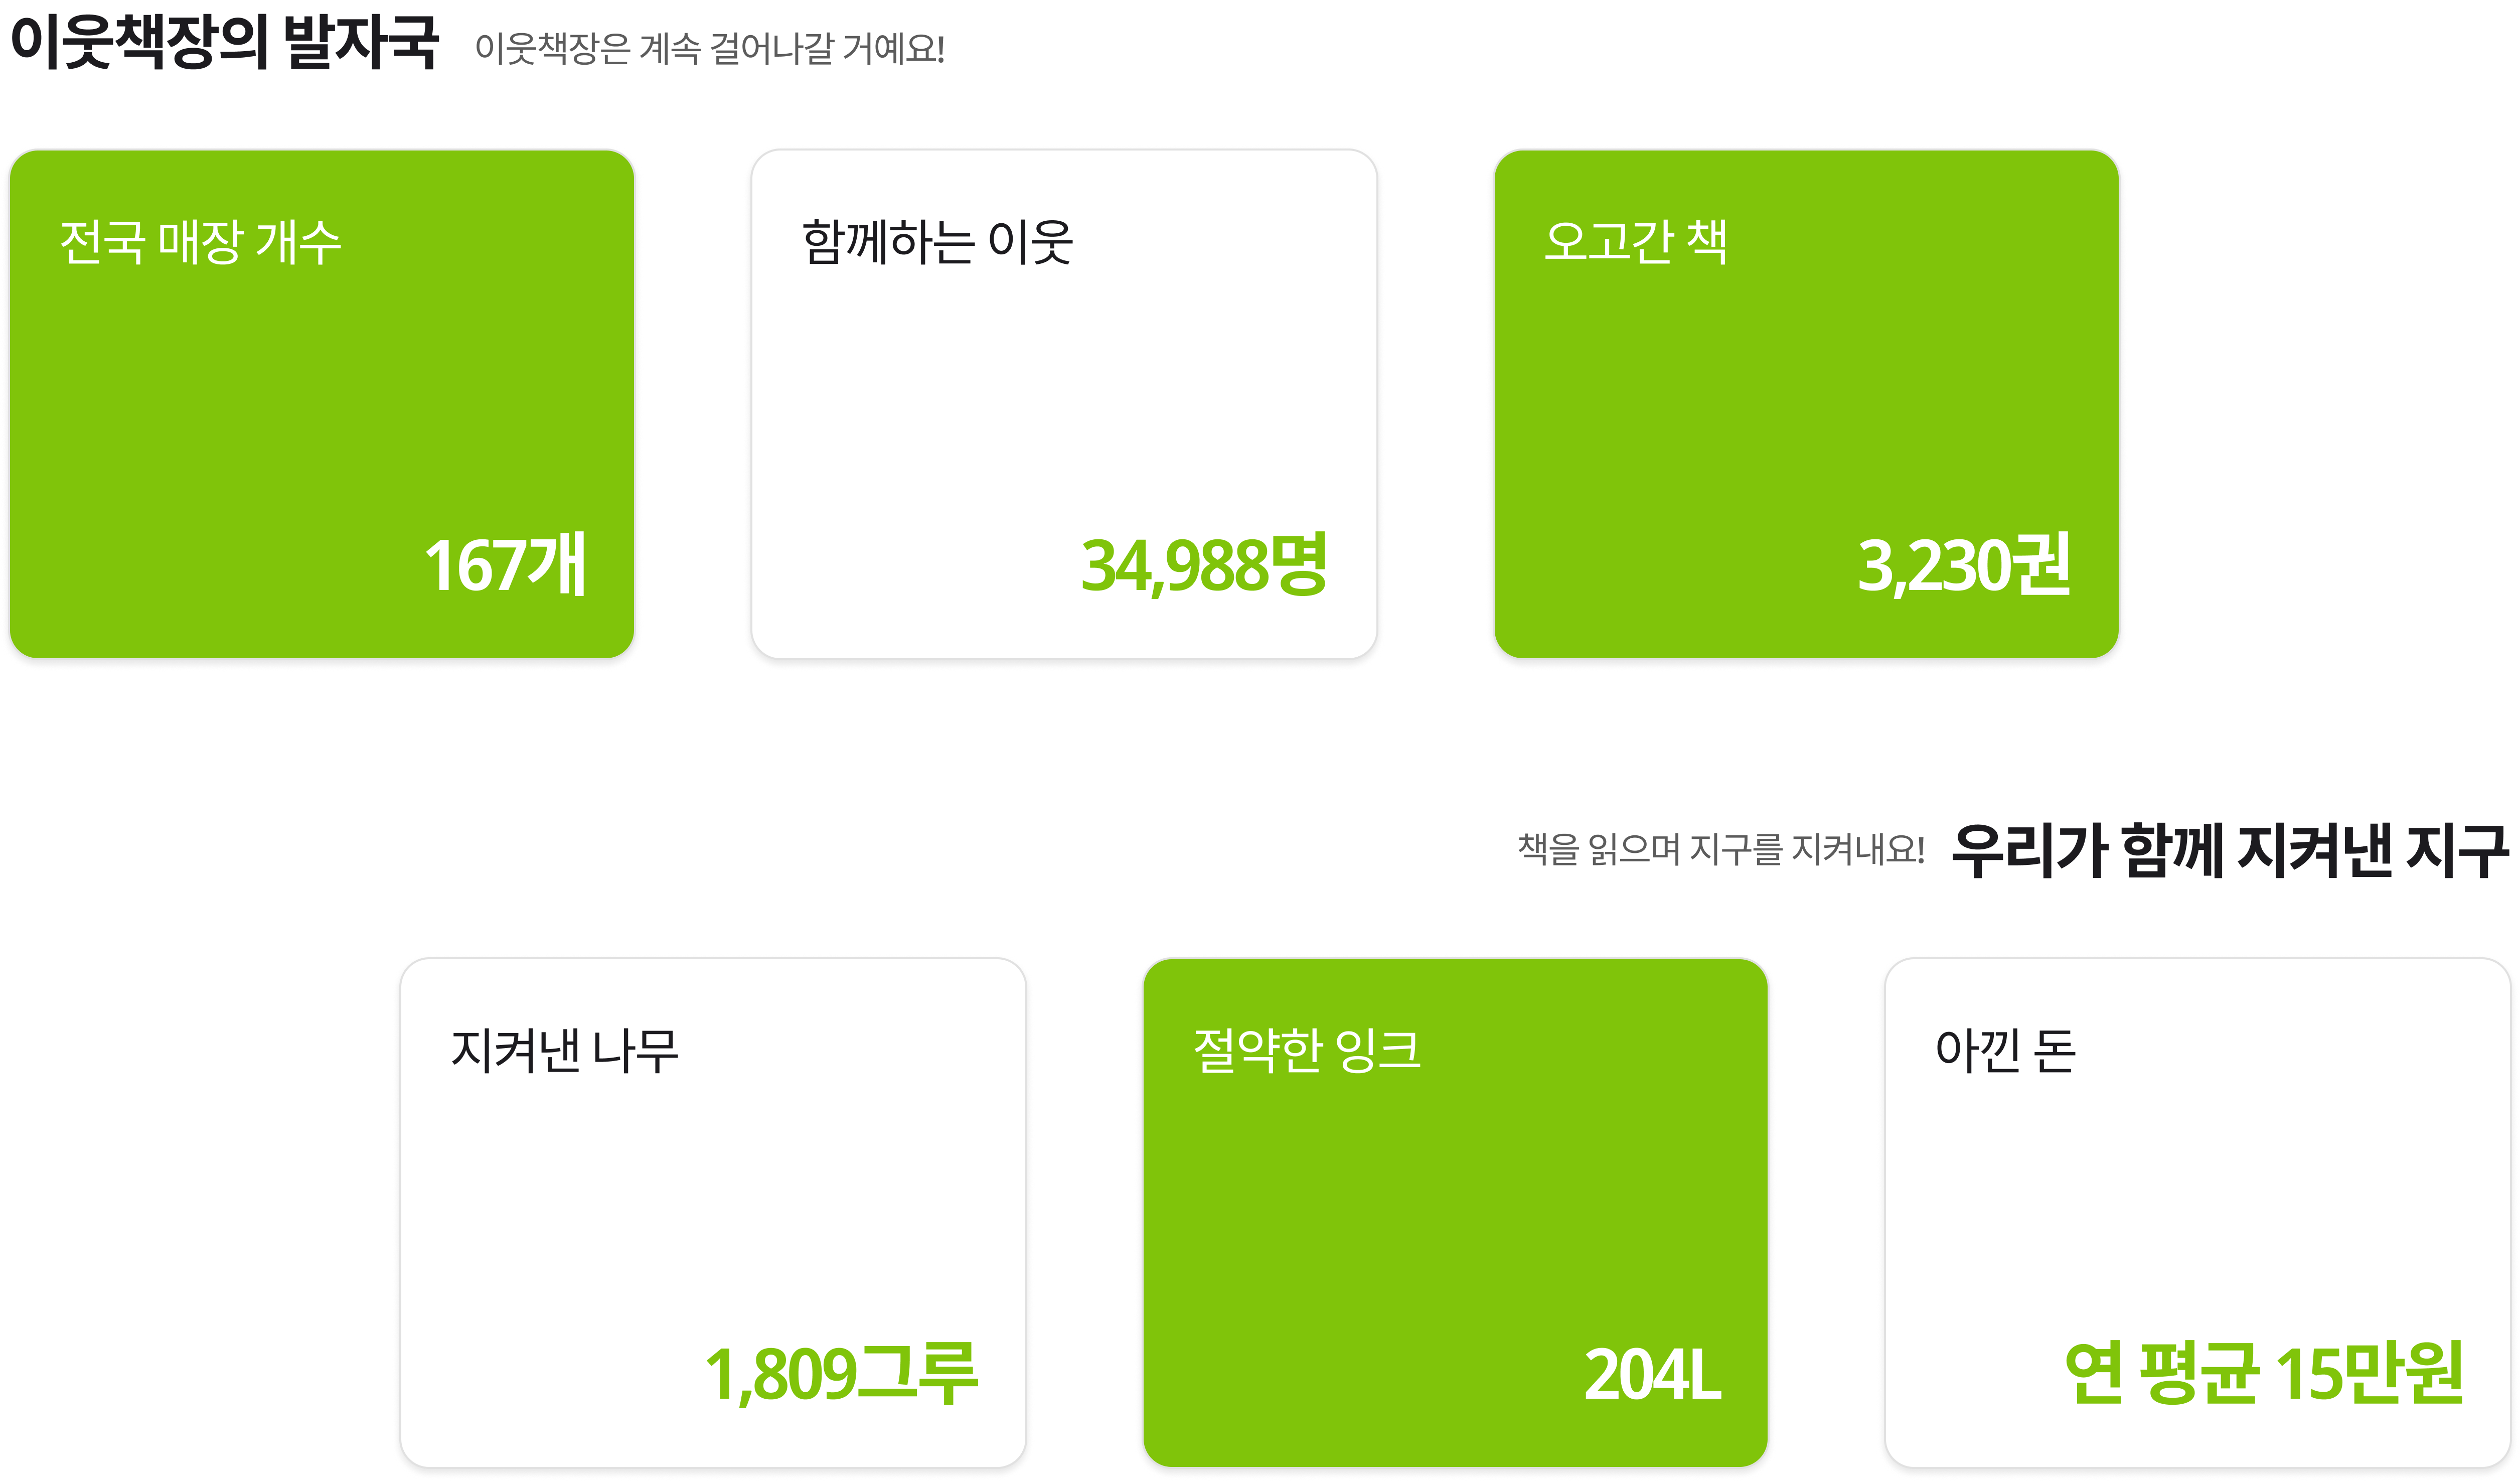 이웃책장의 발자국 이웃책장은 계속 걸어나갈 거예요!
전국 매장 개수
167개
함께하는 이웃
34,988명
오고간 책
3,230권
책을 읽으며 지구를 지켜내요! 우리가 함께 지켜낸 지구
지켜낸 나무
1,809그루
절약한 잉크
204L
아낀 돈
연 평균 15만원